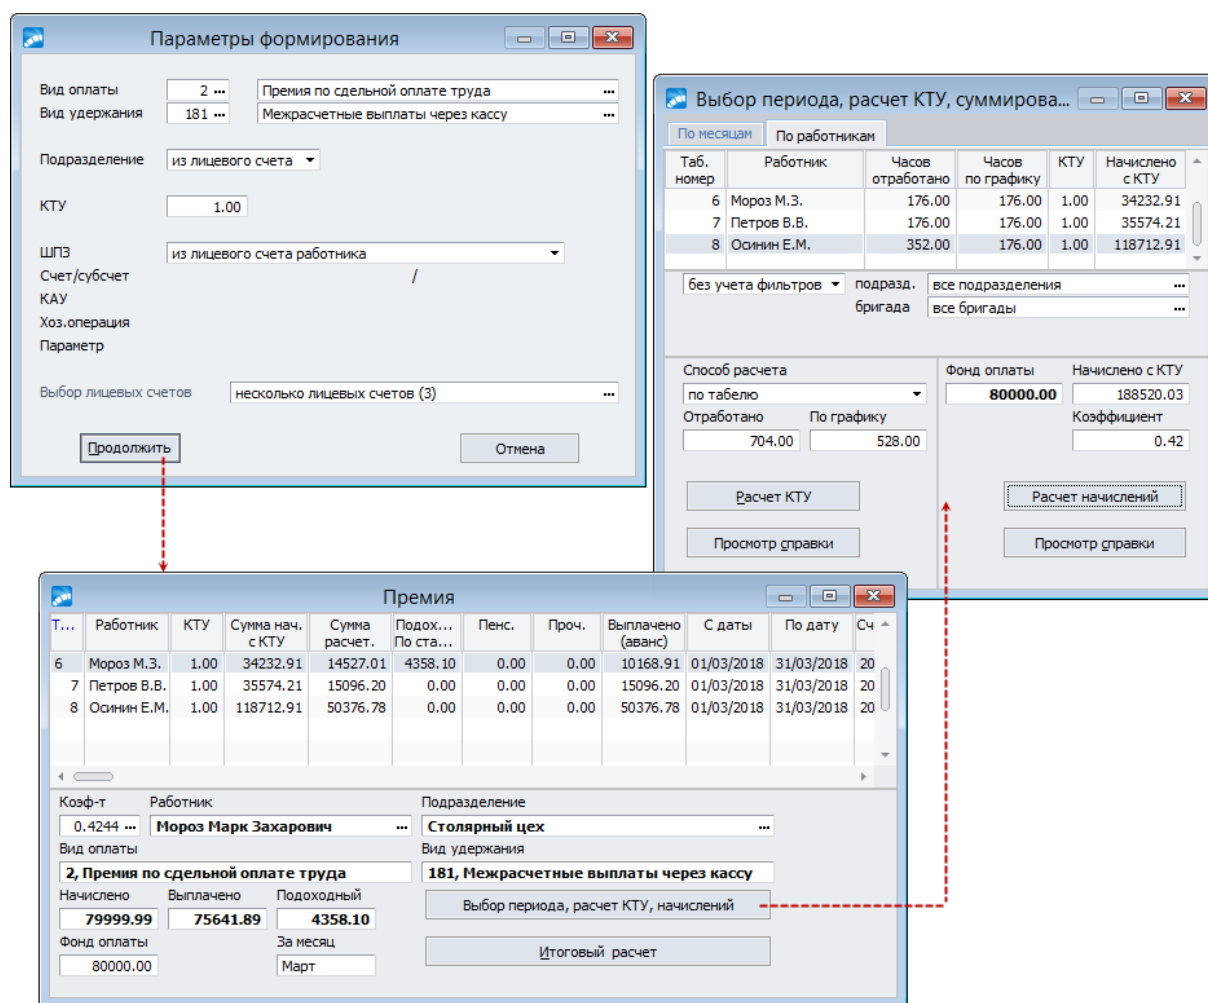 Параметры формирования
Вид оплаты 2 ... Премия по сдельной оплате труда ...
Вид удержания 181 ... Межрасчетные выплаты через кассу ...
Подразделение из лицевого счета
КТУ 1.00
ШПЗ из лицевого счета работника
Счет/субсчет /
КАУ
Хоз.операция
Параметр
Выбор лицевых счетов несколько лицевых счетов (3) ...
Продолжить Отмена
Выбор периода, расчет КТУ, суммирова...
По месяцам По работникам
Таб. Работник Часов Часов КТУ Начислено
номер отработано по графику с КТУ
6 Мороз М.З. 176.00 176.00 1.00 34232.91
7 Петров В.В. 176.00 176.00 1.00 35574.21
8 Осинин Е.М. 352.00 176.00 1.00 118712.91
без учета фильтров подразд. все подразделения ...
бригада все бригады ...
Способ расчета Фонд оплаты Начислено с КТУ
по табелю 80000.00 188520.03
Отработано По графику Коэффициент
704.00 528.00 0.42
Расчет КТУ Расчет начислений
Просмотр справки Просмотр справки
Премия
Т... Работник КТУ Сумма нач. Сумма Подох... Пенс. Проч. Выплачено С даты По дату Сч
с КТУ расчет. По ста... (аванс)
6 Мороз М.З. 1.00 34232.91 14527.01 4358.10 0.00 0.00 10168.91 01/03/2018 31/03/2018 20
7 Петров В.В. 1.00 35574.21 15096.20 0.00 0.00 0.00 15096.20 01/03/2018 31/03/2018 20
8 Осинин Е.М. 1.00 118712.91 50376.78 0.00 0.00 0.00 50376.78 01/03/2018 31/03/2018 20
Коэф-т Работник Подразделение
0.4244 ... Мороз Марк Захарович ... Столярный цех ...
Вид оплаты Вид удержания
2, Премия по сдельной оплате труда 181, Межрасчетные выплаты через кассу
Начислено Выплачено Подоходный
79999.99 75641.89 4358.10 Выбор периода, расчет КТУ, начислений
Фонд оплаты За месяц
80000.00 Март Итоговый расчет